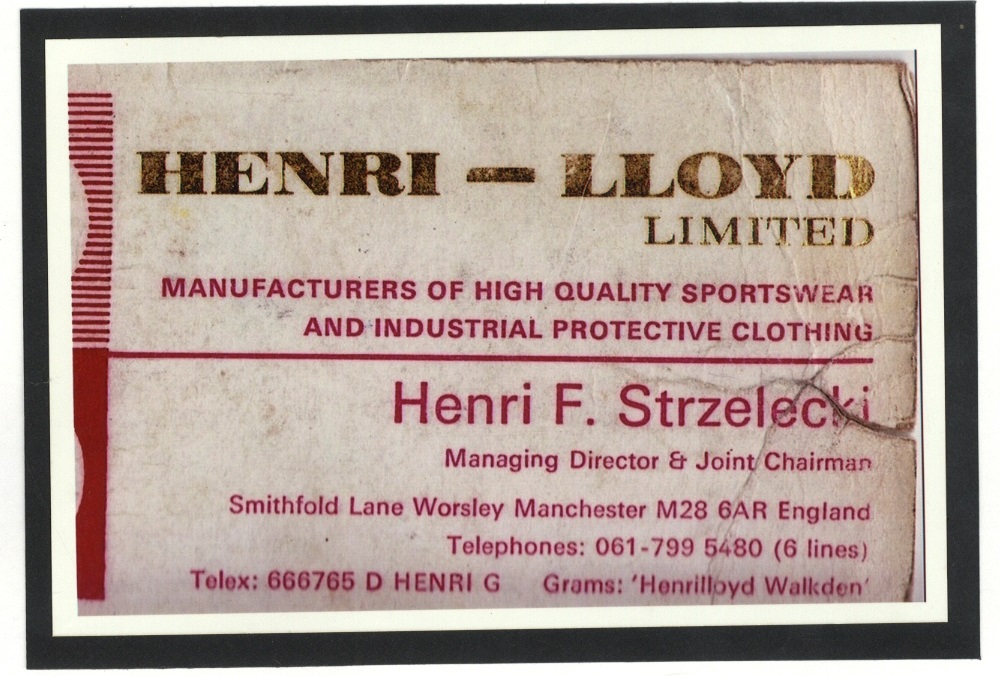 HENRI – LLOYD
LIMITED
MANUFACTURERS OF HIGH QUALITY SPORTSWEAR
AND INDUSTRIAL PROTECTIVE CLOTHING
Henri F. Strzelecki
Managing Director & Joint Chairman
Smithfold Lane Worsley Manchester M28 6AR England
Telephones: 061-799 5480 (6 lines)
Telex: 666765 D HENRI G Grams: 'Henrilloyd Walkden'